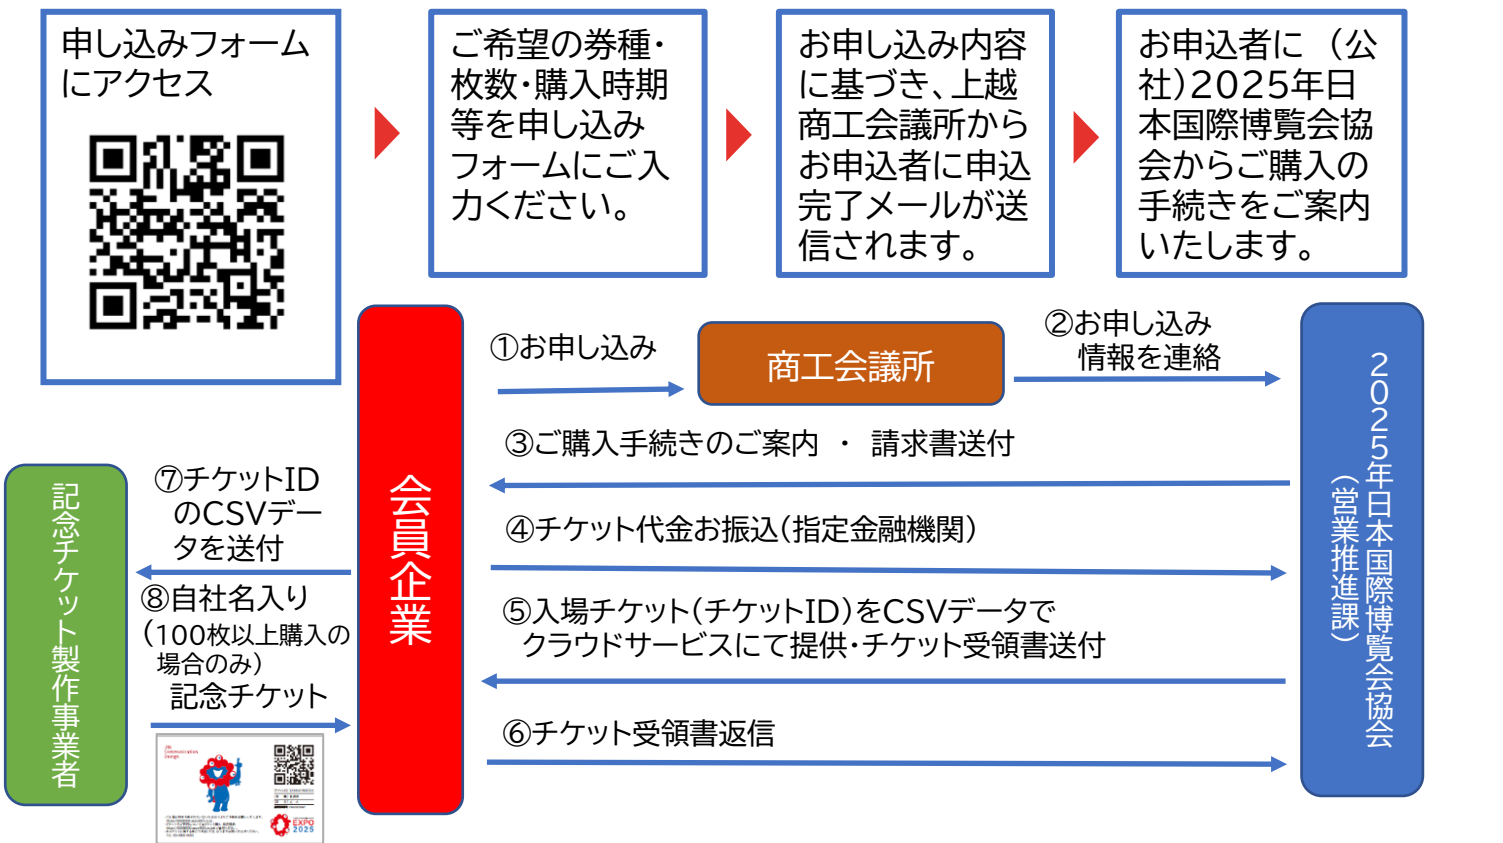 申し込みフォーム
にアクセス
ご希望の券種・
枚数・購入時期
等を申し込み
フォームにご入
力ください。
お申し込み内容
に基づき、上越
商工会議所から
お申込者に申込
完了メールが送
信されます。
お申込者に（公
社）2025年日
本国際博覧会協
会からご購入の
手続きをご案内
いたします。
①お申し込み
商工会議所
②お申し込み
情報を連絡
③ご購入手続きのご案内 ・ 請求書送付
④チケット代金お振込（指定金融機関）
⑤入場チケット（チケットID）をCSVデータで
クラウドサービスにて提供・チケット受領書送付
⑥チケット受領書返信
2025年日本国際博覧会協会
（営業推進課）
会員企業
⑦チケットID
のCSVデー
タを送付
⑧自社名入り
（100枚以上購入の
場合のみ）
記念チケット
記念チケット製作事業者
EXPO
2025